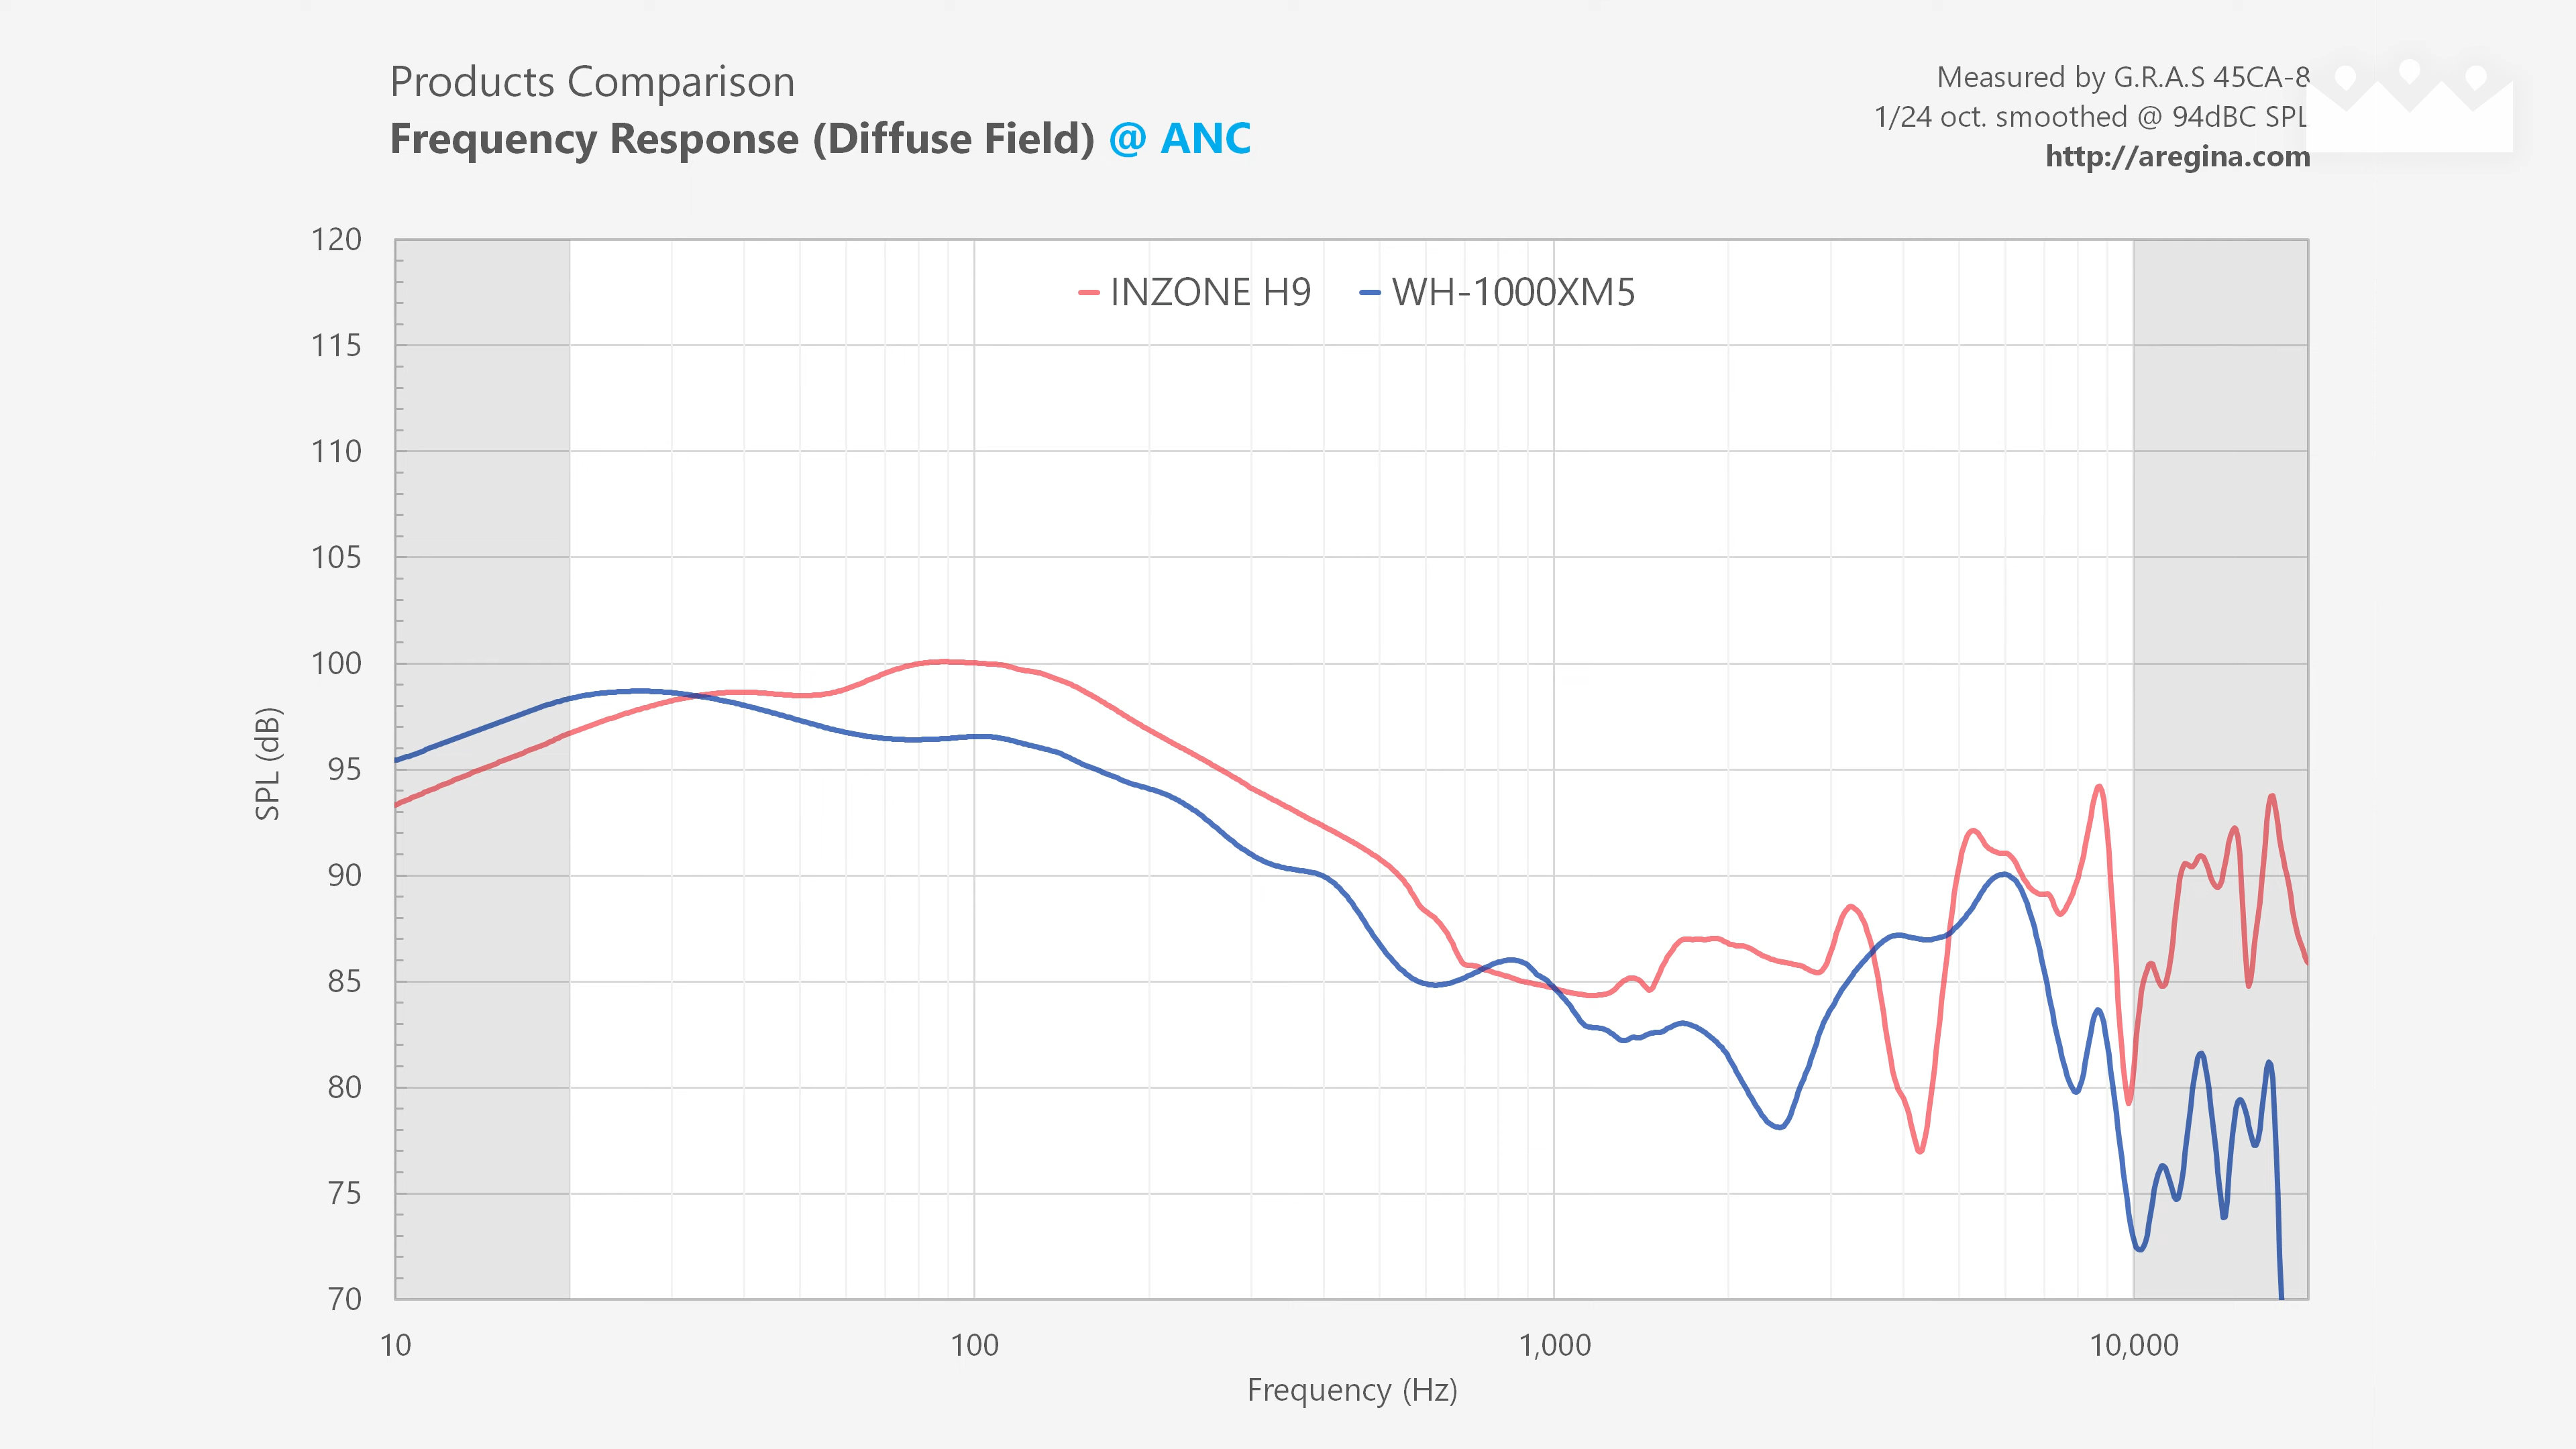 Products Comparison
Frequency Response (Diffuse Field) @ ANC
Measured by G.R.A.S 45CA-8
1/24 oct. smoothed @ 94dBC SPL
http://aregina.com
INZONE H9
WH-1000XM5
120
115
110
105
100
95
90
85
80
75
70
SPL (dB)
10
100
1,000
10,000
Frequency (Hz)